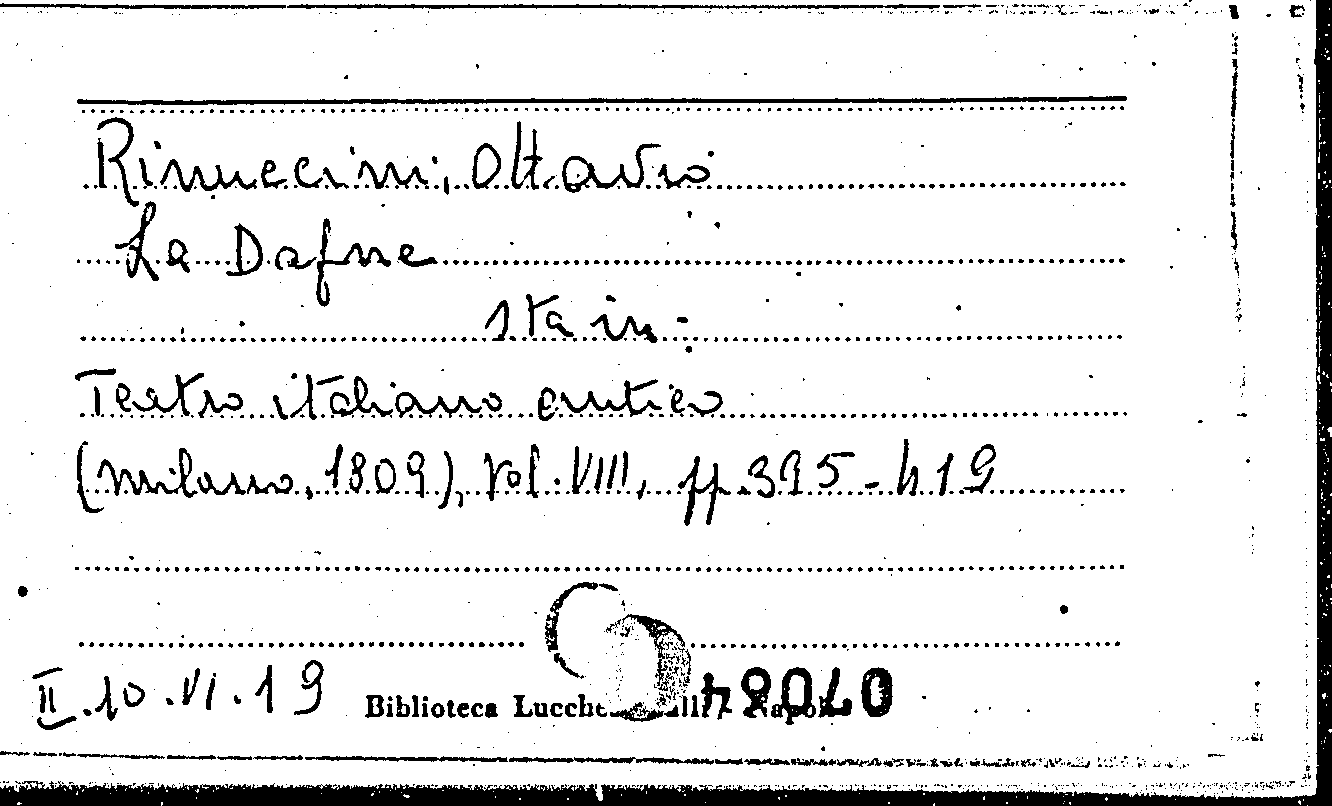 Rinuccini, Ottavio
La Dafne
sta in:
Teatro italiano antico
(Milano, 1809), Vol. VIII, pp. 395-419
II.10.VI.19 Biblioteca Napoli